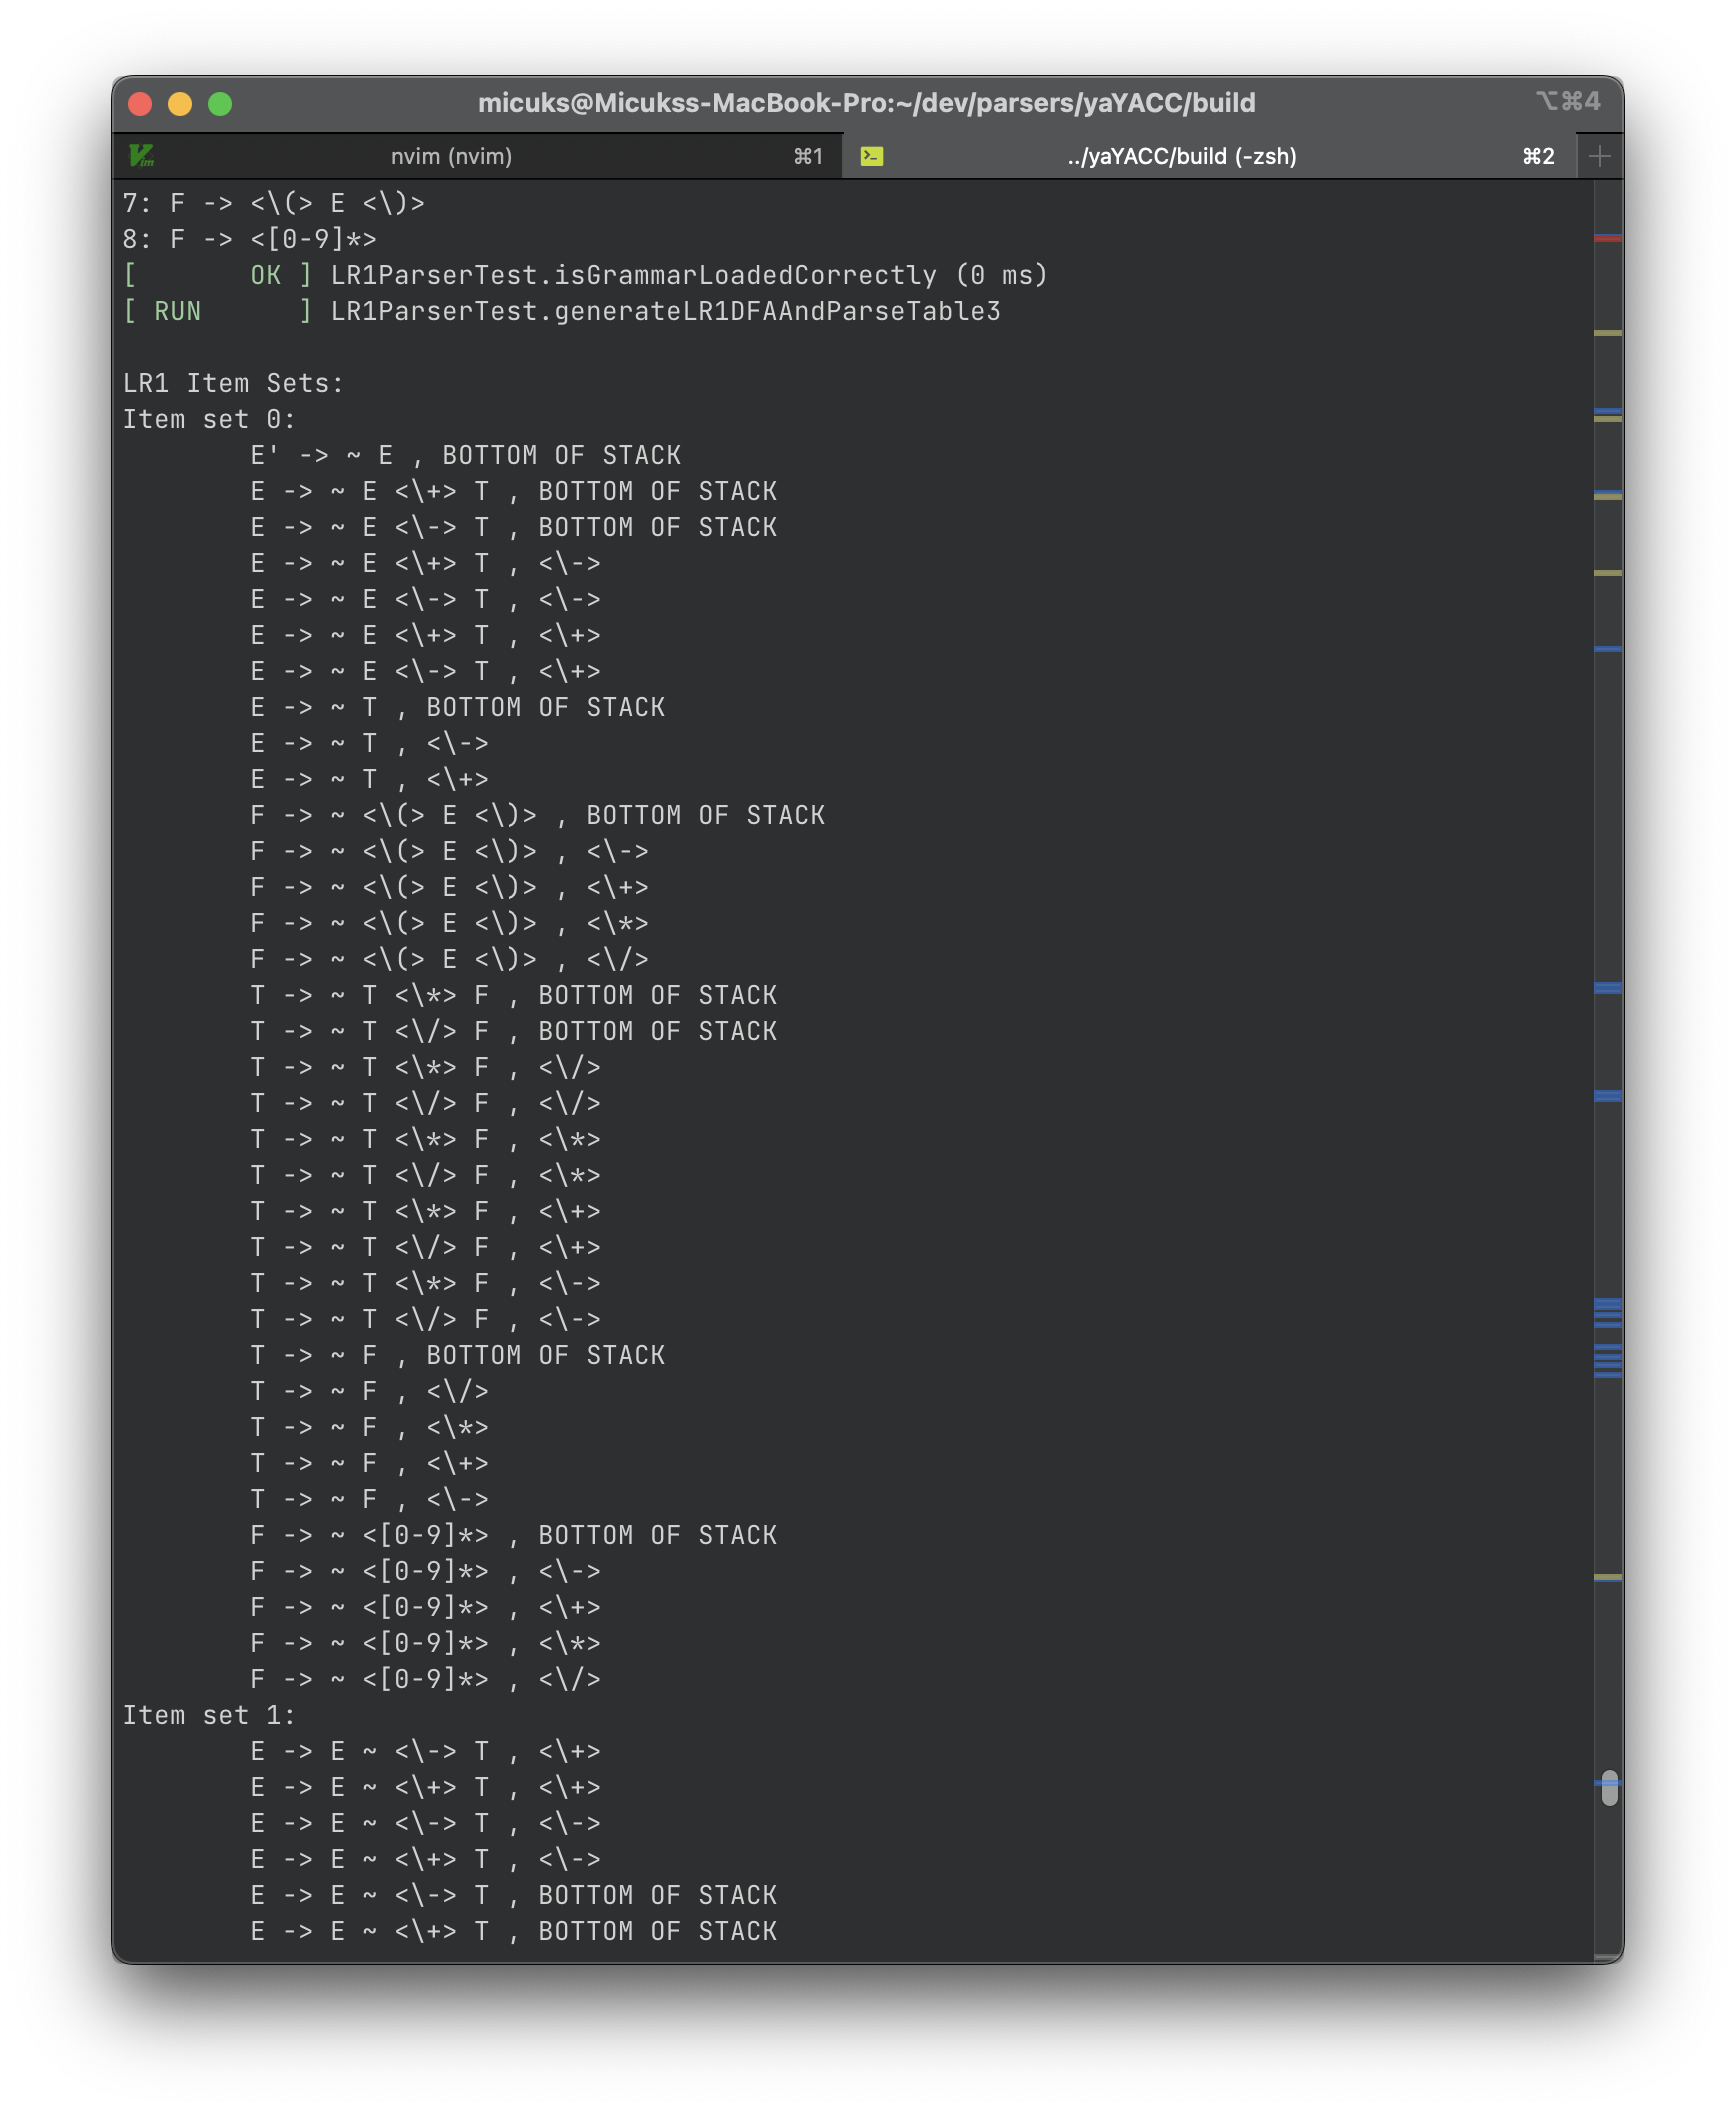 micuks@Micukss-MacBook-Pro:~/dev/parsers/yaYACC/build ⌥⌘4
nvim (nvim) ⌘1 ../yaYACC/build (-zsh) ⌘2
7: F -> <\(> E <\)>
8: F -> <[0-9]*>
[       OK ] LR1ParserTest.isGrammarLoadedCorrectly (0 ms)
[ RUN      ] LR1ParserTest.generateLR1DFAAndParseTable3
LR1 Item Sets:
Item set 0:
E' -> ~ E , BOTTOM OF STACK
E -> ~ E <\+> T , BOTTOM OF STACK
E -> ~ E <\-> T , BOTTOM OF STACK
E -> ~ E <\+> T , <\->
E -> ~ E <\-> T , <\->
E -> ~ E <\+> T , <\+>
E -> ~ E <\-> T , <\+>
E -> ~ T , BOTTOM OF STACK
E -> ~ T , <\->
E -> ~ T , <\+>
F -> ~ <\(> E <\)> , BOTTOM OF STACK
F -> ~ <\(> E <\)> , <\->
F -> ~ <\(> E <\)> , <\+>
F -> ~ <\(> E <\)> , <\*>
F -> ~ <\(> E <\)> , <\/>
T -> ~ T <\*> F , BOTTOM OF STACK
T -> ~ T <\/> F , BOTTOM OF STACK
T -> ~ T <\*> F , <\/>
T -> ~ T <\/> F , <\/>
T -> ~ T <\*> F , <\*>
T -> ~ T <\/> F , <\*>
T -> ~ T <\*> F , <\+>
T -> ~ T <\/> F , <\+>
T -> ~ T <\*> F , <\->
T -> ~ T <\/> F , <\->
T -> ~ F , BOTTOM OF STACK
T -> ~ F , <\/>
T -> ~ F , <\*>
T -> ~ F , <\+>
T -> ~ F , <\->
F -> ~ <[0-9]*> , BOTTOM OF STACK
F -> ~ <[0-9]*> , <\->
F -> ~ <[0-9]*> , <\+>
F -> ~ <[0-9]*> , <\*>
F -> ~ <[0-9]*> , <\/>
Item set 1:
E -> E ~ <\-> T , <\+>
E -> E ~ <\+> T , <\+>
E -> E ~ <\-> T , <\->
E -> E ~ <\+> T , <\->
E -> E ~ <\-> T , BOTTOM OF STACK
E -> E ~ <\+> T , BOTTOM OF STACK